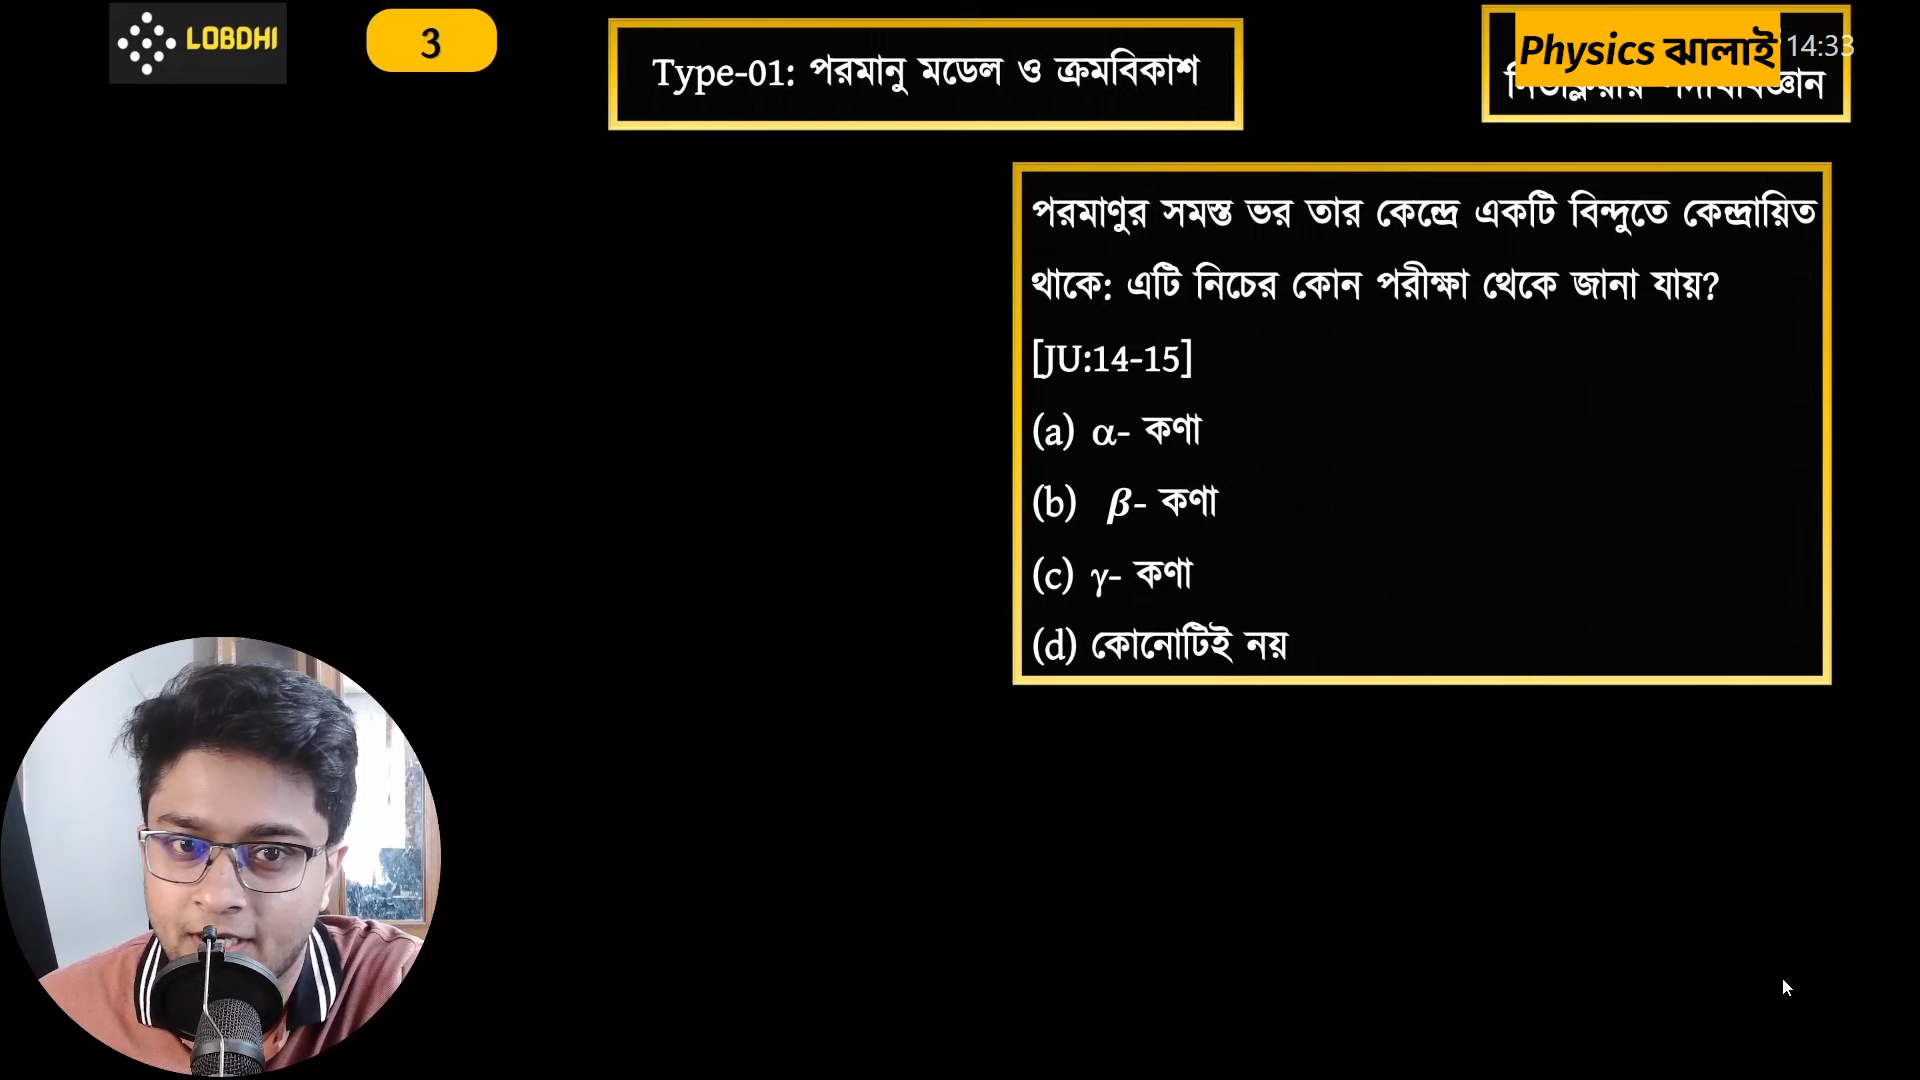 LOBDHI
3
Type-01: পরমানু মডেল ও ক্রমবিকাশ
Physics ঝালাই
14:33
পরমাণুর সমস্ত ভর তার কেন্দ্রে একটি বিন্দুতে কেন্দ্রায়িত
থাকে: এটি নিচের কোন পরীক্ষা থেকে জানা যায়?
[JU:14-15]
(a) α- কণা
(b) β- কণা
(c) γ- কণা
(d) কোনোটিই নয়